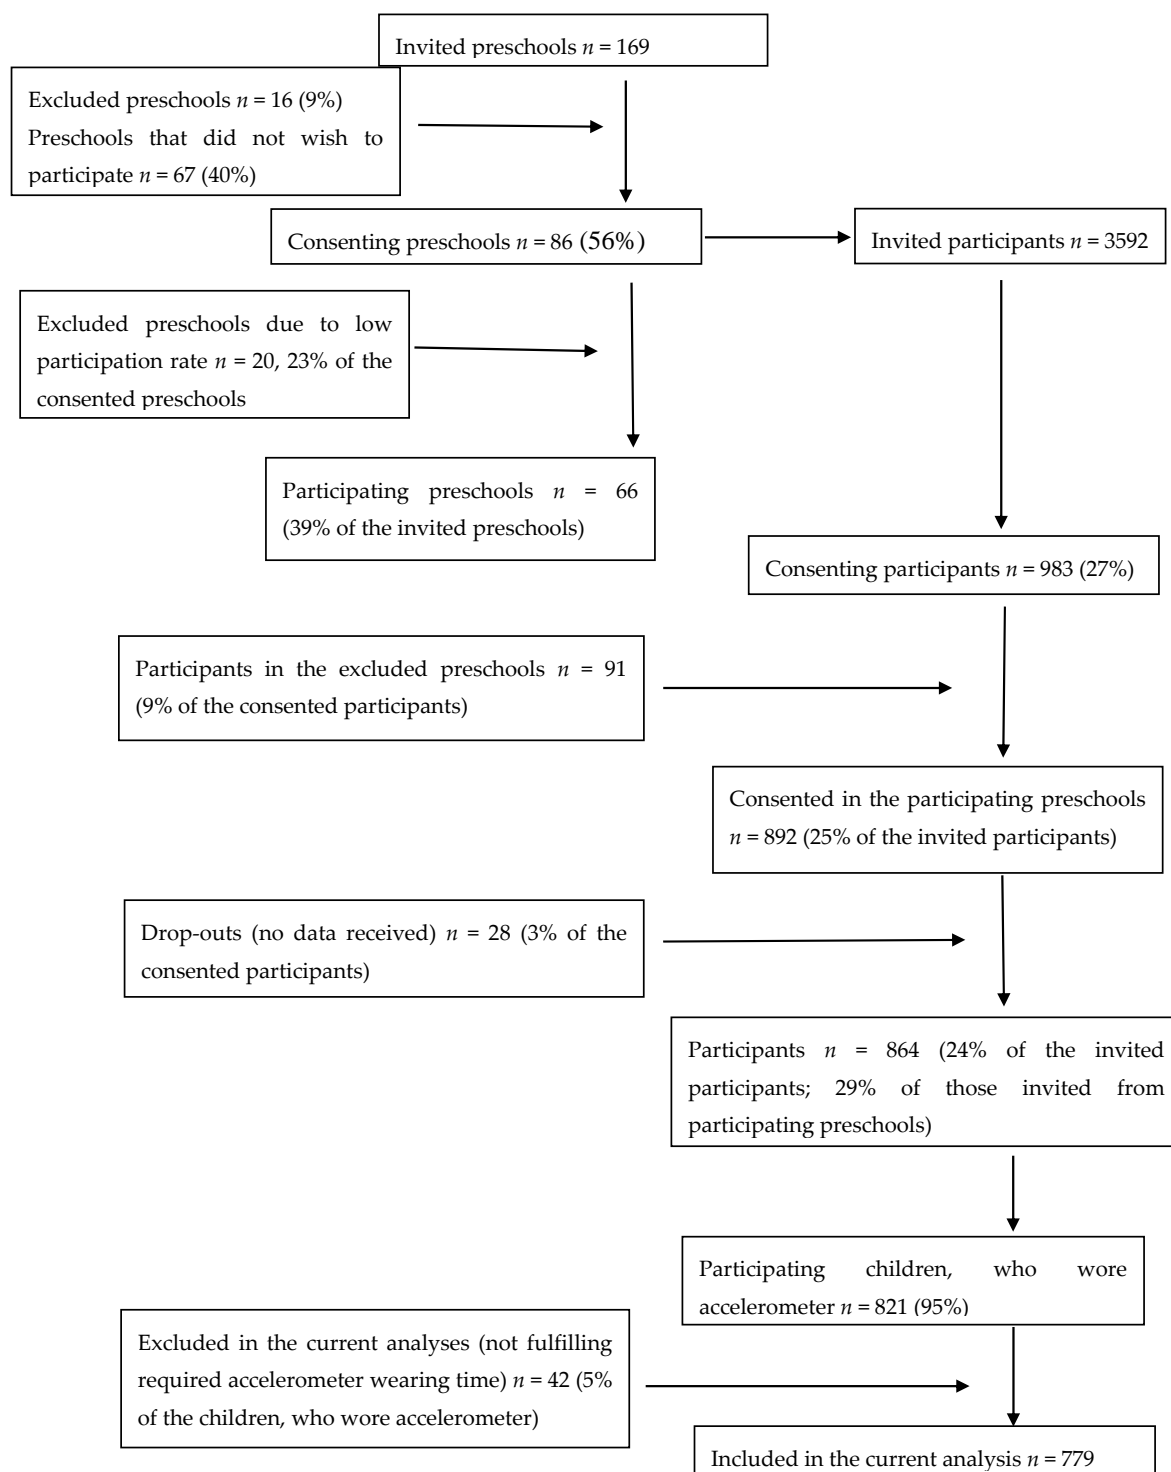 Invited preschools n = 169
Excluded preschools n = 16 (9%)
Preschools that did not wish to
participate n = 67 (40%)
Consenting preschools n = 86 (56%)
Invited participants n = 3592
Excluded preschools due to low
participation rate n = 20, 23% of the
consented preschools
Participating preschools n = 66
(39% of the invited preschools)
Consenting participants n = 983 (27%)
Participants in the excluded preschools n = 91
(9% of the consented participants)
Consented in the participating preschools
n = 892 (25% of the invited participants)
Drop-outs (no data received) n = 28 (3% of the
consented participants)
Participants n = 864 (24% of the invited
participants; 29% of those invited from
participating preschools)
Participating children, who wore
accelerometer n = 821 (95%)
Excluded in the current analyses (not fulfilling
required accelerometer wearing time) n = 42 (5%
of the children, who wore accelerometer)
Included in the current analysis n = 779